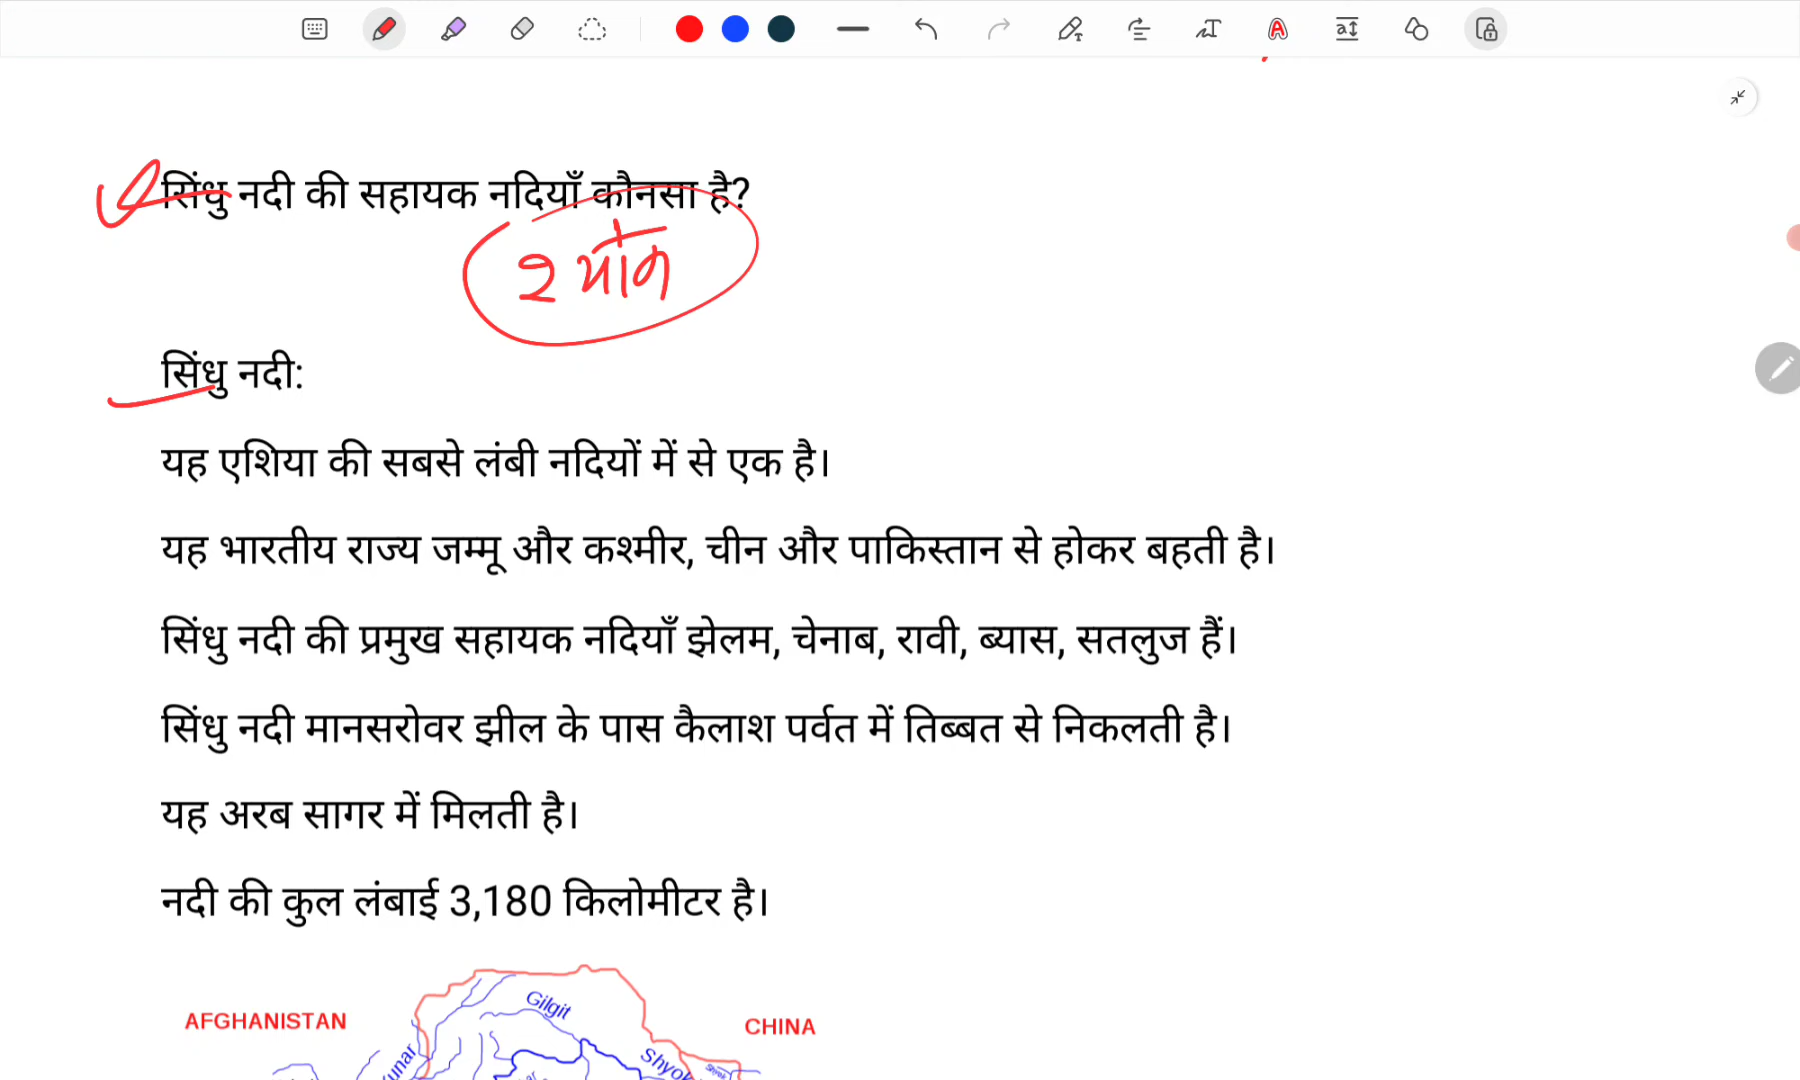 सिंधु नदी की सहायक नदियाँ कौनसा है?
सिंधु नदी:
यह एशिया की सबसे लंबी नदियों में से एक है।
यह भारतीय राज्य जम्मू और कश्मीर, चीन और पाकिस्तान से होकर बहती है।
सिंधु नदी की प्रमुख सहायक नदियाँ झेलम, चेनाब, रावी, ब्यास, सतलुज हैं।
सिंधु नदी मानसरोवर झील के पास कैलाश पर्वत में तिब्बत से निकलती है।
यह अरब सागर में मिलती है।
नदी की कुल लंबाई 3,180 किलोमीटर है।
Gilgit
AFGHANISTAN CHINA